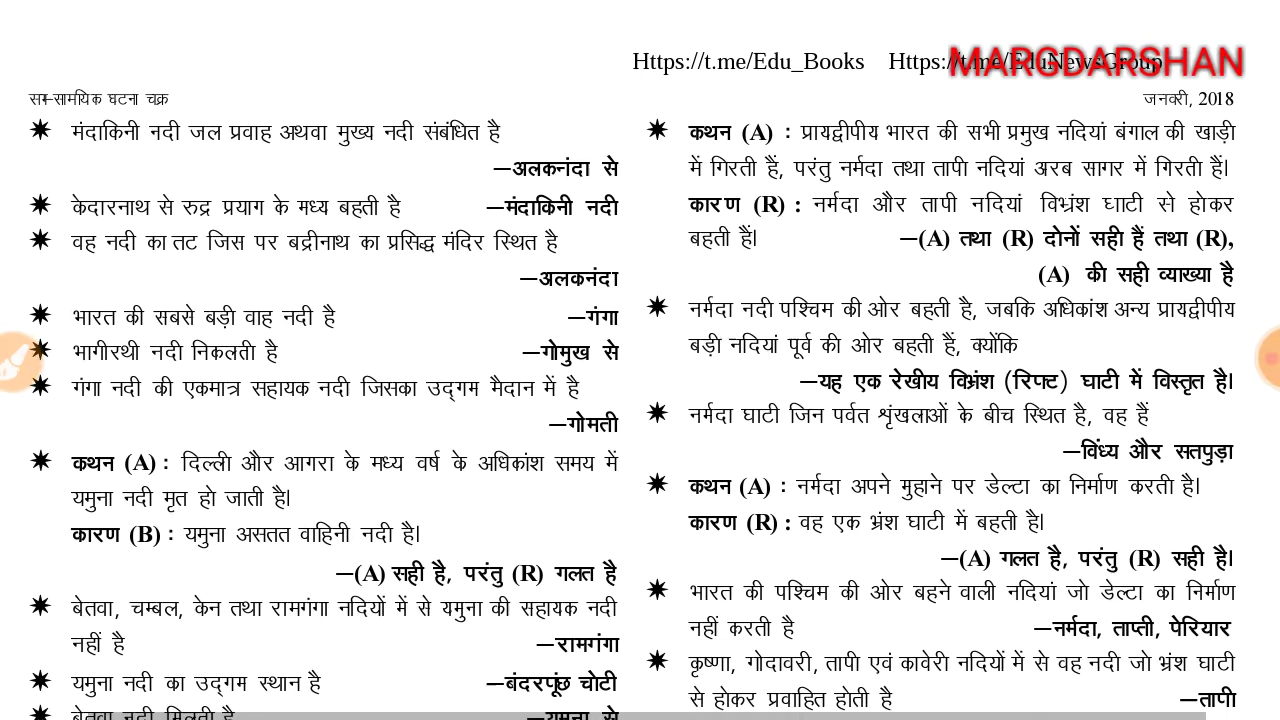 Https://t.me/Edu_Books Https://t.me/EduNewsGroup
MARGDARSHAN
सम-सामयिक घटना चक्र
जनवरी, 2018
मंदाकिनी नदी जल प्रवाह अथवा मुख्य नदी संबंधित है
–अलकनंदा से
केदारनाथ से रुद्र प्रयाग के मध्य बहती है –मंदाकिनी नदी
वह नदी का तट जिस पर बद्रीनाथ का प्रसिद्ध मंदिर स्थित है
–अलकनंदा
भारत की सबसे बड़ी वाह नदी है –गंगा
भागीरथी नदी निकलती है –गोमुख से
गंगा नदी की एकमात्र सहायक नदी जिसका उद्गम मैदान में है
–गोमती
कथन (A) : दिल्ली और आगरा के मध्य वर्ष के अधिकांश समय में
यमुना नदी मृत हो जाती है।
कारण (B) : यमुना असतत वाहिनी नदी है।
–(A) सही है, परंतु (R) गलत है
बेतवा, चम्बल, केन तथा रामगंगा नदियों में से यमुना की सहायक नदी
नहीं है –रामगंगा
यमुना नदी का उद्गम स्थान है –बंदरपूंछ चोटी
बेतवा नदी मिलती है –यमुना से
कथन (A) : प्रायद्वीपीय भारत की सभी प्रमुख नदियां बंगाल की खाड़ी
में गिरती हैं, परंतु नर्मदा तथा तापी नदियां अरब सागर में गिरती हैं।
कारण (R) : नर्मदा और तापी नदियां विभ्रंश घाटी से होकर
बहती हैं। –(A) तथा (R) दोनों सही हैं तथा (R),
(A) की सही व्याख्या है
नर्मदा नदी पश्चिम की ओर बहती है, जबकि अधिकांश अन्य प्रायद्वीपीय
बड़ी नदियां पूर्व की ओर बहती हैं, क्योंकि
–यह एक रेखीय विभ्रंश (रिफ्ट) घाटी में विस्तृत है।
नर्मदा घाटी जिन पर्वत शृंखलाओं के बीच स्थित है, वह हैं
–विंध्य और सतपुड़ा
कथन (A) : नर्मदा अपने मुहाने पर डेल्टा का निर्माण करती है।
कारण (R) : वह एक भ्रंश घाटी में बहती है।
–(A) गलत है, परंतु (R) सही है।
भारत की पश्चिम की ओर बहने वाली नदियां जो डेल्टा का निर्माण
नहीं करती है –नर्मदा, ताप्ती, पेरियार
कृष्णा, गोदावरी, तापी एवं कावेरी नदियों में से वह नदी जो भ्रंश घाटी
से होकर प्रवाहित होती है –तापी